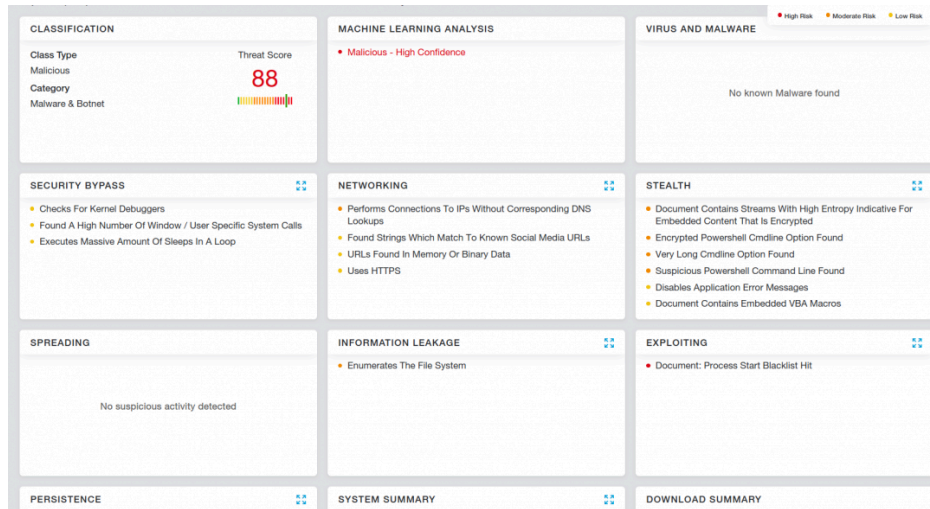 High Risk
Moderate Risk
Low Risk
CLASSIFICATION
Class Type
Threat Score
Malicious
88
Category
Malware & Botnet
MACHINE LEARNING ANALYSIS
Malicious - High Confidence
VIRUS AND MALWARE
No known Malware found
SECURITY BYPASS
Checks For Kernel Debuggers
Found A High Number Of Window / User Specific System Calls
Executes Massive Amount Of Sleeps In A Loop
NETWORKING
Performs Connections To IPs Without Corresponding DNS
Lookups
Found Strings Which Match To Known Social Media URLs
URLs Found In Memory Or Binary Data
Uses HTTPS
STEALTH
Document Contains Streams With High Entropy Indicative For
Embedded Content That Is Encrypted
Encrypted Powershell Cmdline Option Found
Very Long Cmdline Option Found
Suspicious Powershell Command Line Found
Disables Application Error Messages
Document Contains Embedded VBA Macros
SPREADING
No suspicious activity detected
INFORMATION LEAKAGE
Enumerates The File System
EXPLOITING
Document: Process Start Blacklist Hit
PERSISTENCE
SYSTEM SUMMARY
DOWNLOAD SUMMARY